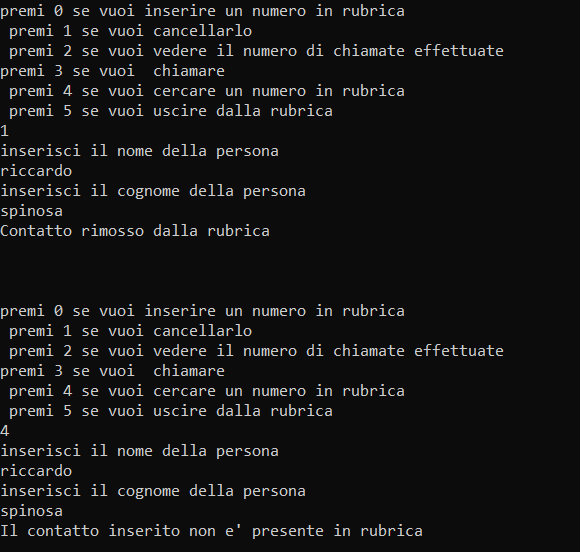 premi 0 se vuoi inserire un numero in rubrica
premi 1 se vuoi cancellarlo
premi 2 se vuoi vedere il numero di chiamate effettuate
premi 3 se vuoi  chiamare
premi 4 se vuoi cercare un numero in rubrica
premi 5 se vuoi uscire dalla rubrica
1
inserisci il nome della persona
riccardo
inserisci il cognome della persona
spinosa
Contatto rimosso dalla rubrica
premi 0 se vuoi inserire un numero in rubrica
premi 1 se vuoi cancellarlo
premi 2 se vuoi vedere il numero di chiamate effettuate
premi 3 se vuoi  chiamare
premi 4 se vuoi cercare un numero in rubrica
premi 5 se vuoi uscire dalla rubrica
4
inserisci il nome della persona
riccardo
inserisci il cognome della persona
spinosa
Il contatto inserito non e' presente in rubrica